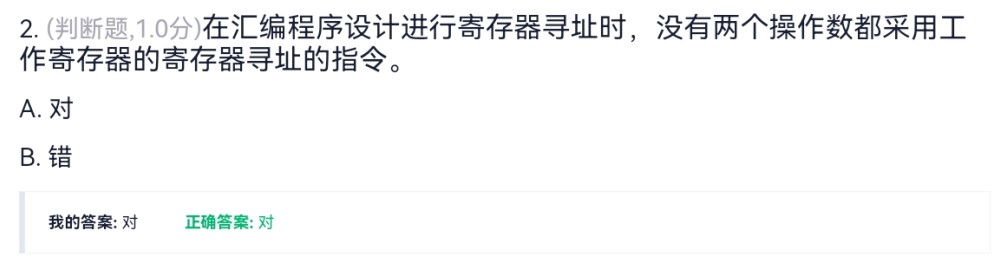 2. (判断题,1.0分)在汇编程序设计进行寄存器寻址时，没有两个操作数都采用工
作寄存器的寄存器寻址的指令。
A. 对
B. 错
我的答案: 对 正确答案: 对